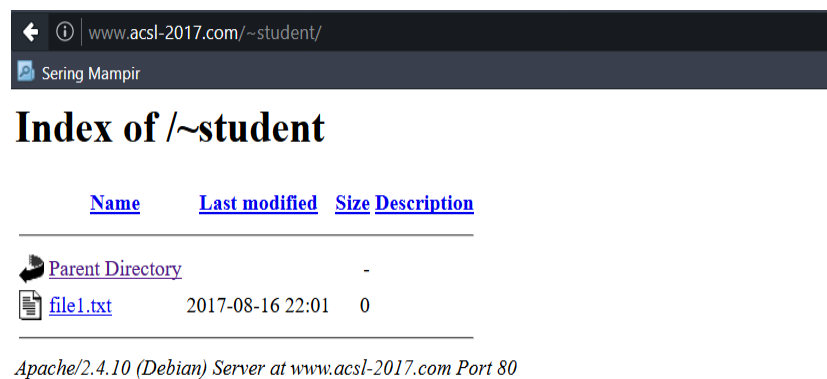 www.acsl-2017.com/~student/
Sering Mampir
Index of /~student
Name Last modified Size Description
Parent Directory -
file1.txt 2017-08-16 22:01 0
Apache/2.4.10 (Debian) Server at www.acsl-2017.com Port 80